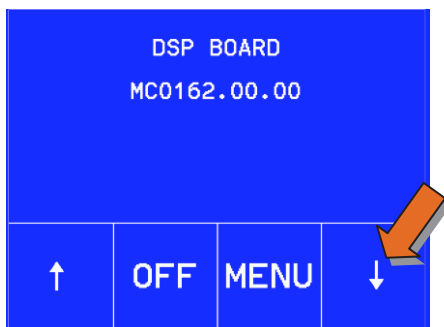 DSP BOARD
MC0162.00.00
↑ OFF MENU ↓